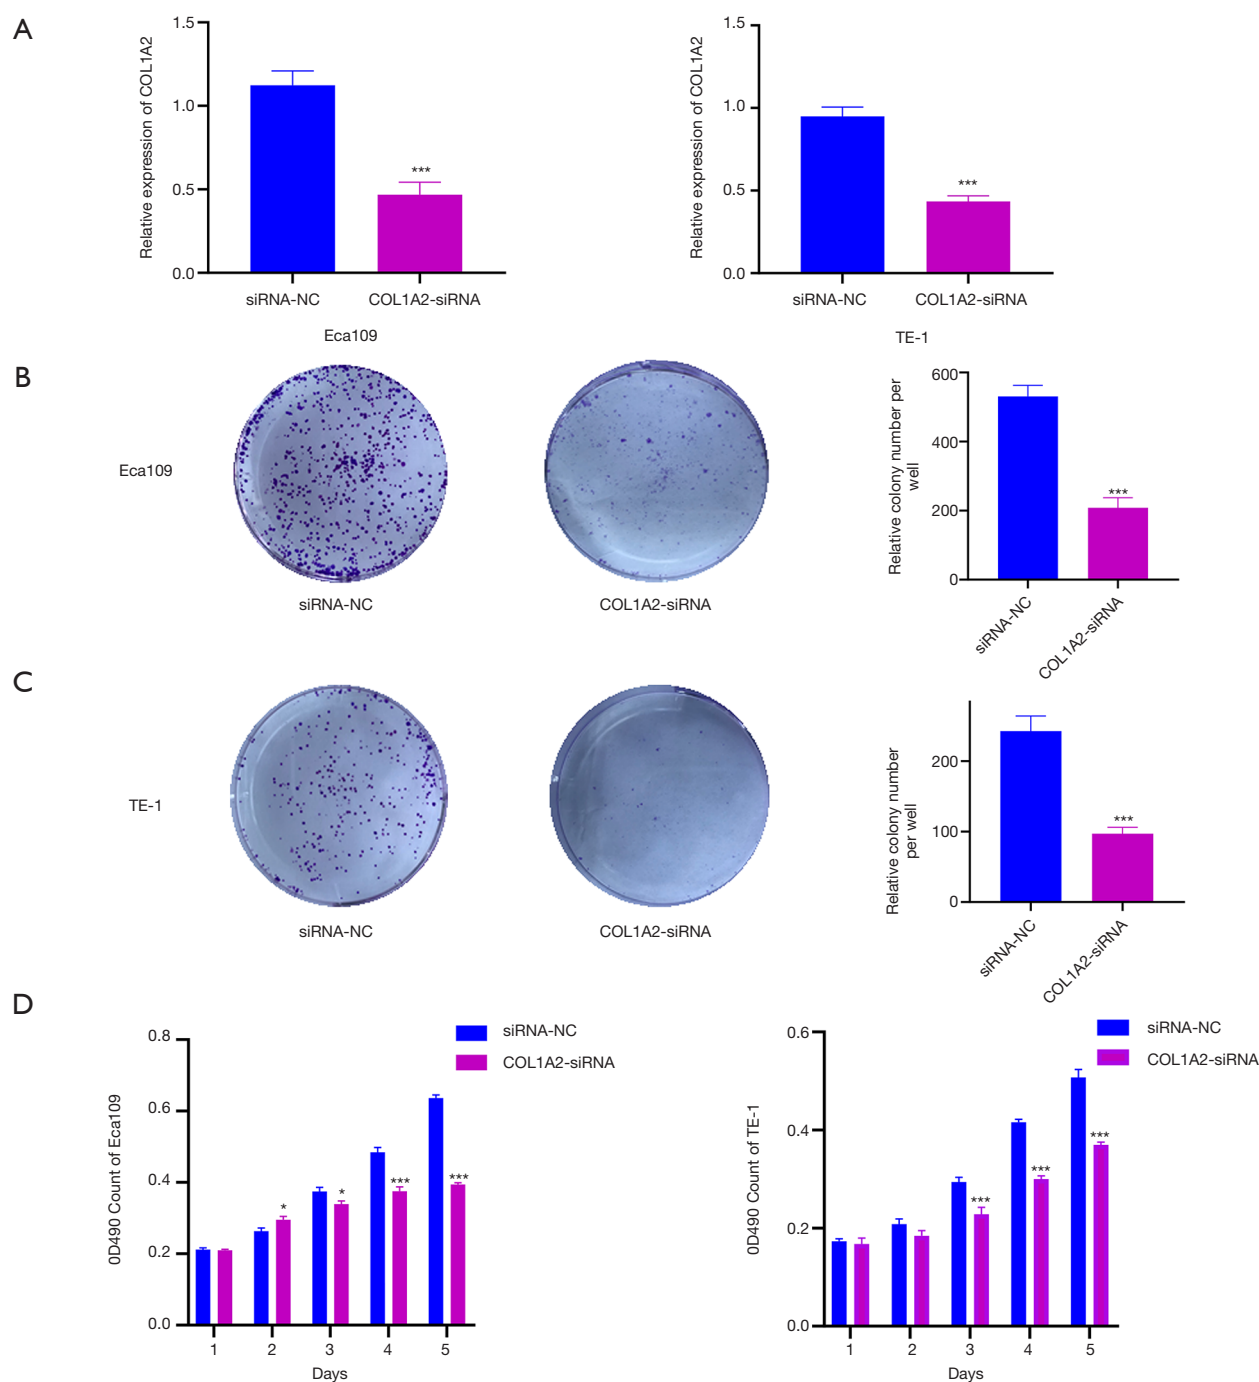 A
Relative expression of COL1A2
1.5
1.0
0.5
0.0
***
siRNA-NC
COL1A2-siRNA
Eca109
Relative expression of COL1A2
1.5
1.0
0.5
0.0
***
siRNA-NC
COL1A2-siRNA
TE-1
B
Eca109
siRNA-NC
COL1A2-siRNA
Relative colony number per
well
600
400
200
0
***
siRNA-NC
COL1A2-siRNA
C
TE-1
siRNA-NC
COL1A2-siRNA
Relative colony number
per well
200
100
0
***
siRNA-NC
COL1A2-siRNA
D
0D490 Count of Eca109
0.8
0.6
0.4
0.2
0.0
siRNA-NC
COL1A2-siRNA
*
*
***
***
1 2 3 4 5
Days
0D490 Count of TE-1
0.6
0.4
0.2
0.0
siRNA-NC
COL1A2-siRNA
***
***
***
1 2 3 4 5
Days